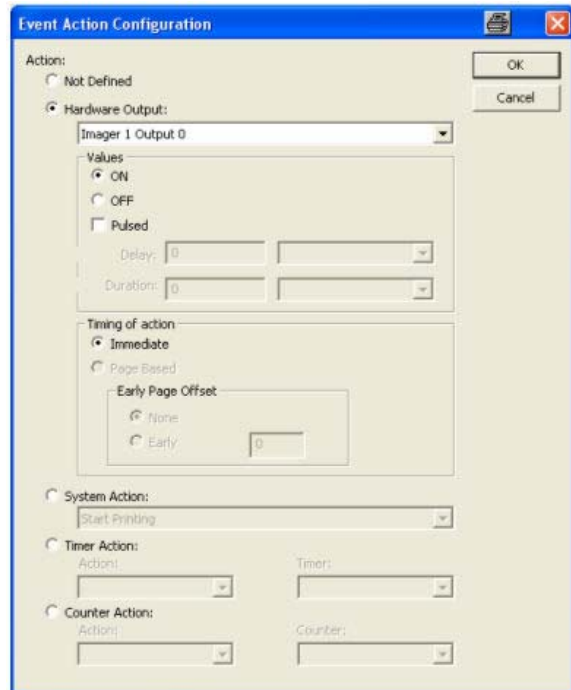 Event Action Configuration
Action:
OK
Not Defined
Cancel
Hardware Output:
Imager 1 Output 0
Values
ON
OFF
Pulsed
Delay: 0
Duration: 0
Timing of action
Immediate
Page Based
Early Page Offset
None
Early 0
System Action:
Start Printing
Timer Action:
Action: Timer:
Counter Action:
Action: Counter: